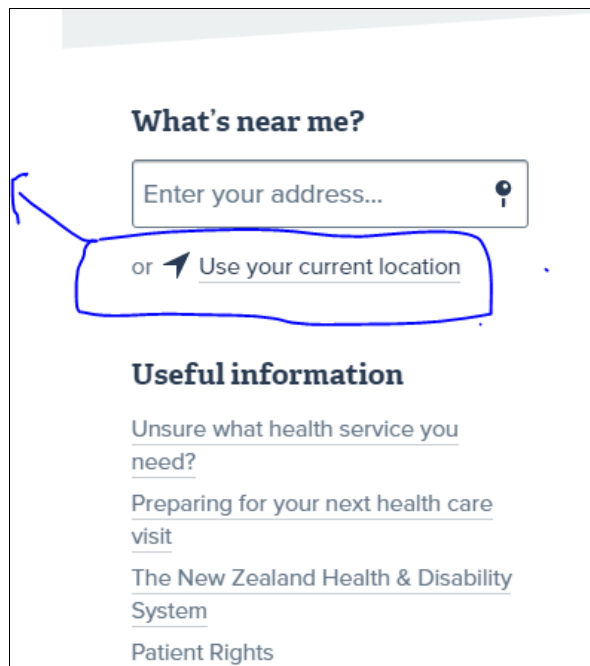 What's near me?
Enter your address...
or Use your current location
Useful information
Unsure what health service you
need?
Preparing for your next health care
visit
The New Zealand Health & Disability
System
Patient Rights